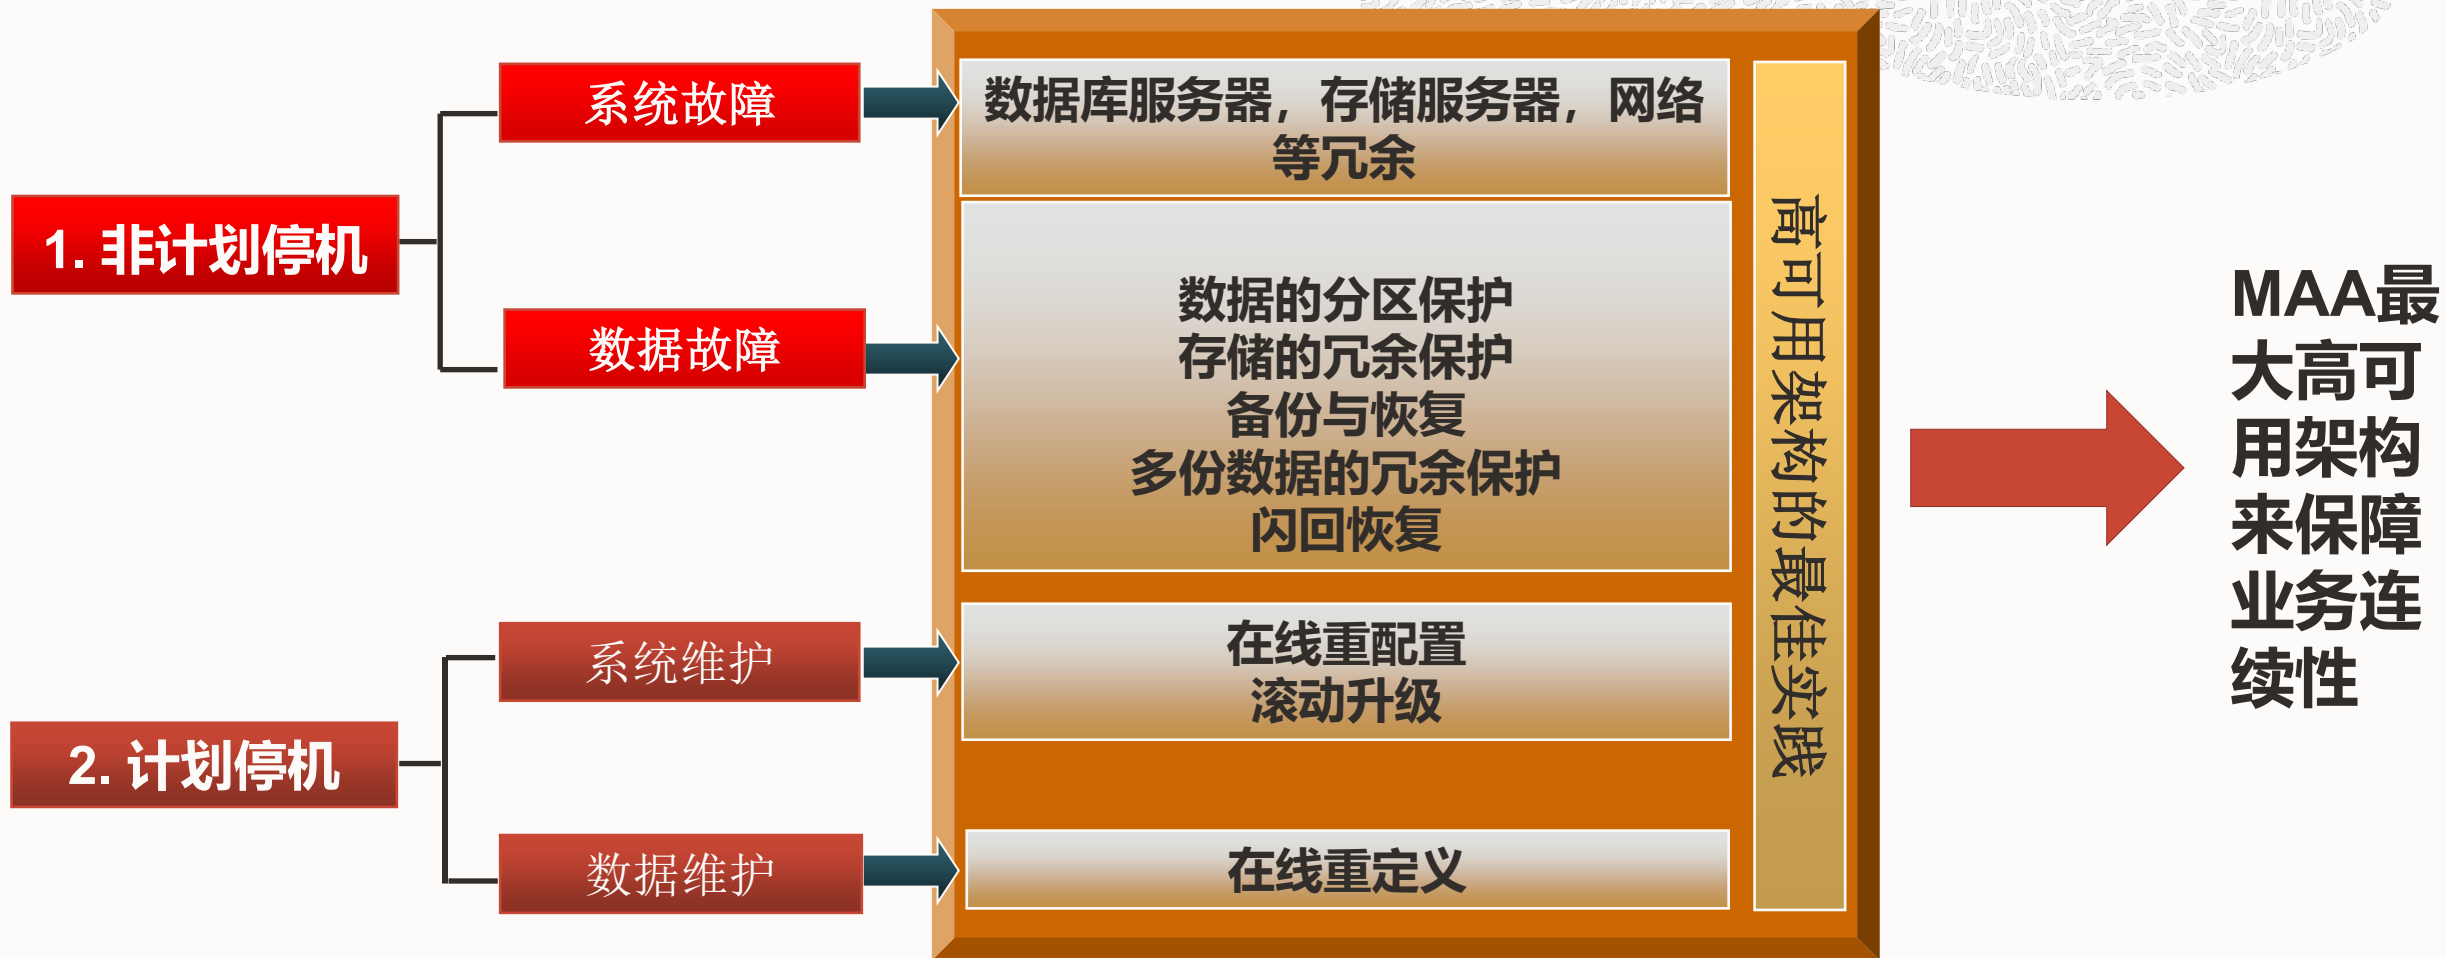 1. 非计划停机
系统故障
数据故障
2. 计划停机
系统维护
数据维护
数据库服务器，存储服务器，网络
等冗余
数据的分区保护
存储的冗余保护
备份与恢复
多份数据的冗余保护
闪回恢复
在线重配置
滚动升级
在线重定义
高可用架构的最佳实践
MAA最
大高可
用架构
来保障
业务连
续性